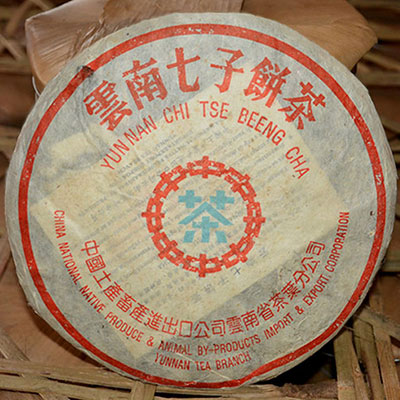 雲南七子餅茶
YUNNAN CHI TSE BEENG CHA
茶
中國土產畜產進出口公司雲南省茶葉分公司
CHINA NATIONAL NATIVE PRODUCE & ANIMAL BY-PRODUCTS IMPORT & EXPORT CORPORATION
YUNNAN TEA BRANCH